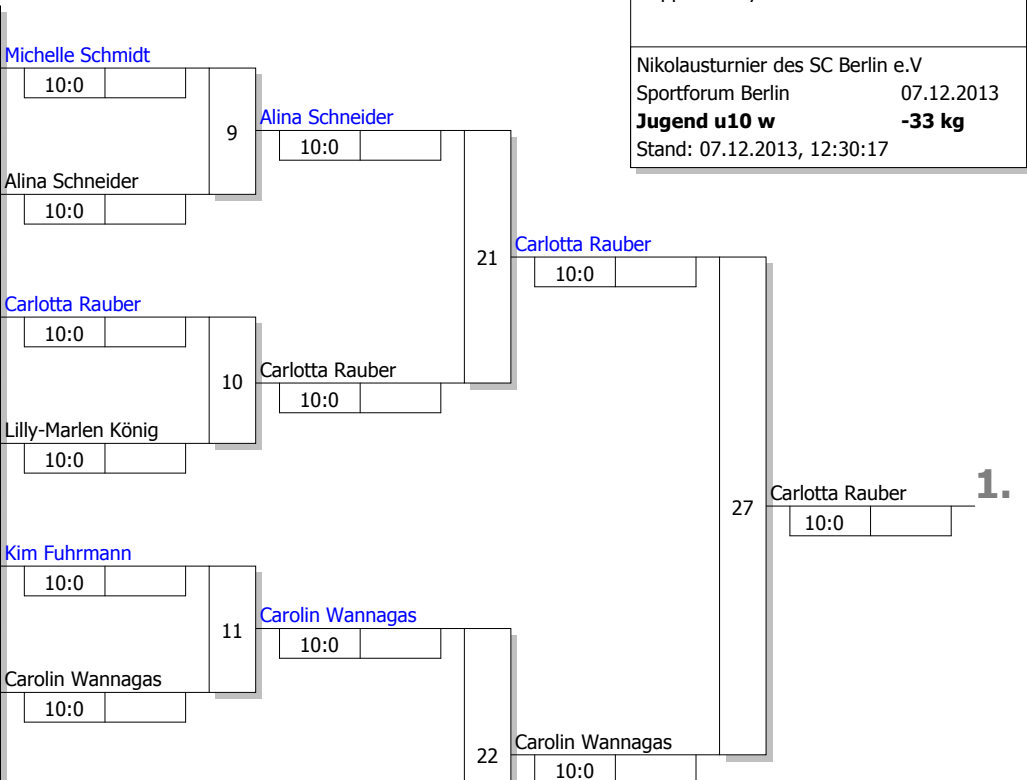 Nikolausturnier des SC Berlin e.V
Sportforum Berlin 07.12.2013
Jugend u10 w -33 kg
Stand: 07.12.2013, 12:30:17
Michelle Schmidt
10:0
9
Alina Schneider
10:0
Alina Schneider
10:0
21
Carlotta Rauber
10:0
Carlotta Rauber
10:0
10
Carlotta Rauber
10:0
Lilly-Marlen König
10:0
27
Carlotta Rauber
1.
10:0
Kim Fuhrmann
10:0
11
Carolin Wannagas
10:0
Carolin Wannagas
10:0
22
Carolin Wannagas
10:0